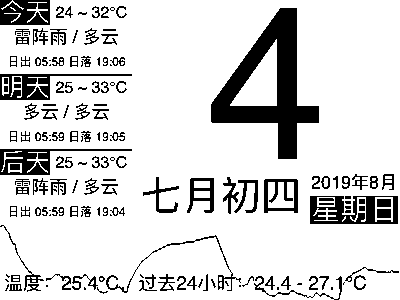 今天 24 ~ 32°C
雷阵雨 / 多云
日出 05:58 日落 19:06
明天 25 ~ 33°C
多云 / 多云
日出 05:59 日落 19:05
后天 25 ~ 33°C
雷阵雨 / 多云
日出 05:59 日落 19:04
4
七月初四
2019年8月
星期日
温度：25.4°C，过去24小时：24.4 - 27.1°C